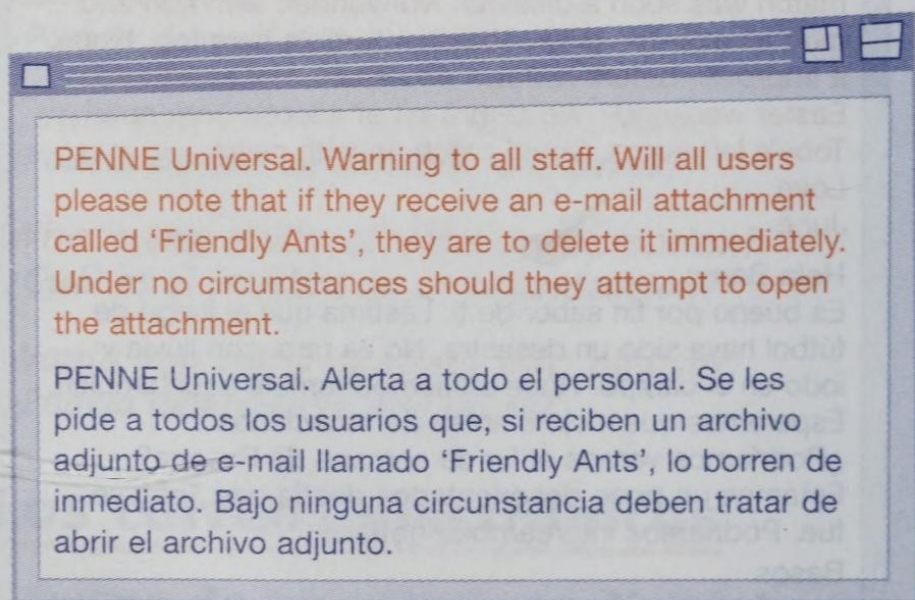 PENNE Universal. Warning to all staff. Will all users
please note that if they receive an e-mail attachment
called ‘Friendly Ants’, they are to delete it immediately.
Under no circumstances should they attempt to open
the attachment.
PENNE Universal. Alerta a todo el personal. Se les
pide a todos los usuarios que, si reciben un archivo
adjunto de e-mail llamado ‘Friendly Ants’, lo borren de
inmediato. Bajo ninguna circunstancia deben tratar de
abrir el archivo adjunto.